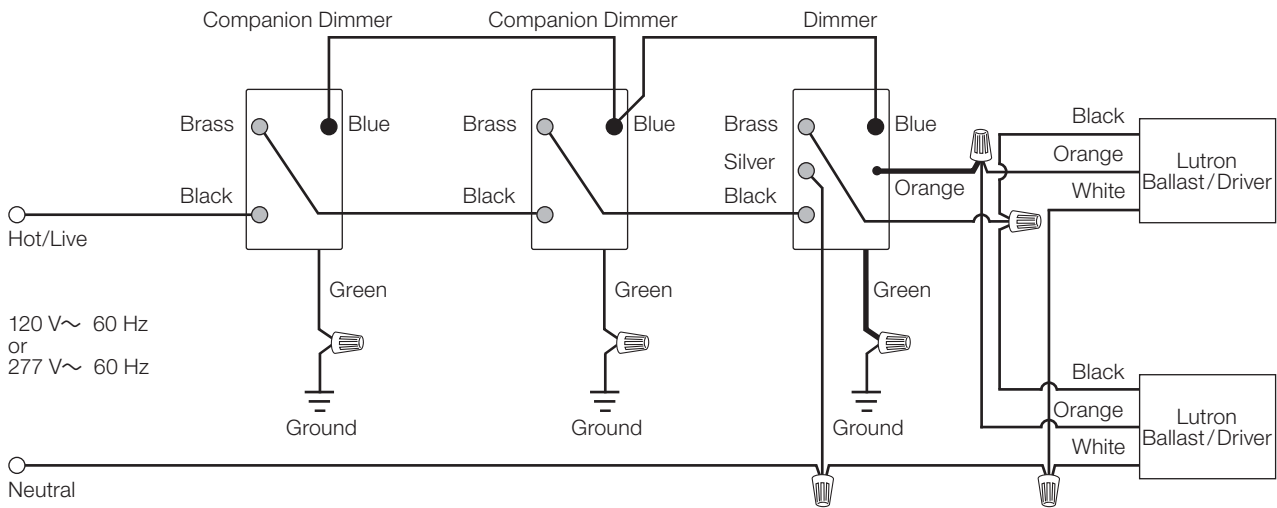 Companion Dimmer
Companion Dimmer
Dimmer
Brass
Blue
Brass
Blue
Brass
Blue
Black
Lutron
Ballast/Driver
Silver
Orange
Black
Black
Black
Orange
White
Hot/Live
Green
Green
Green
120 V~ 60 Hz
or
277 V~ 60 Hz
Black
Lutron
Ballast/Driver
Orange
Ground
Ground
Ground
White
Neutral